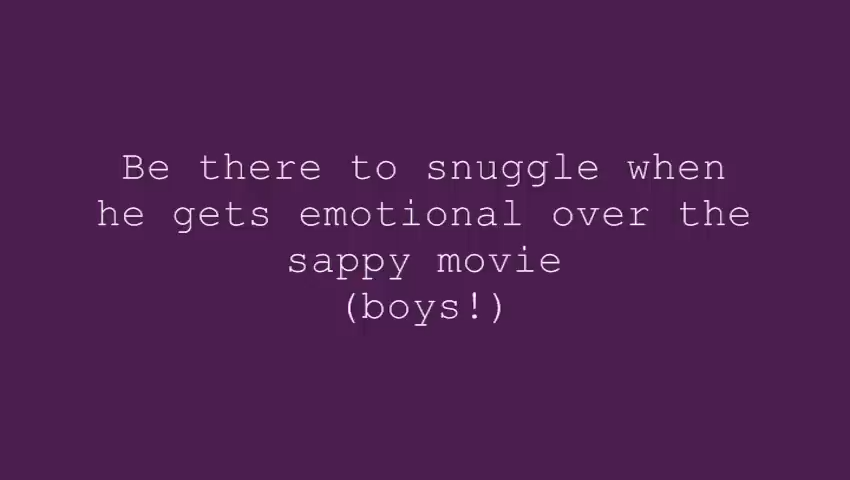 Be there to snuggle when
he gets emotional over the
sappy movie
(boys!)